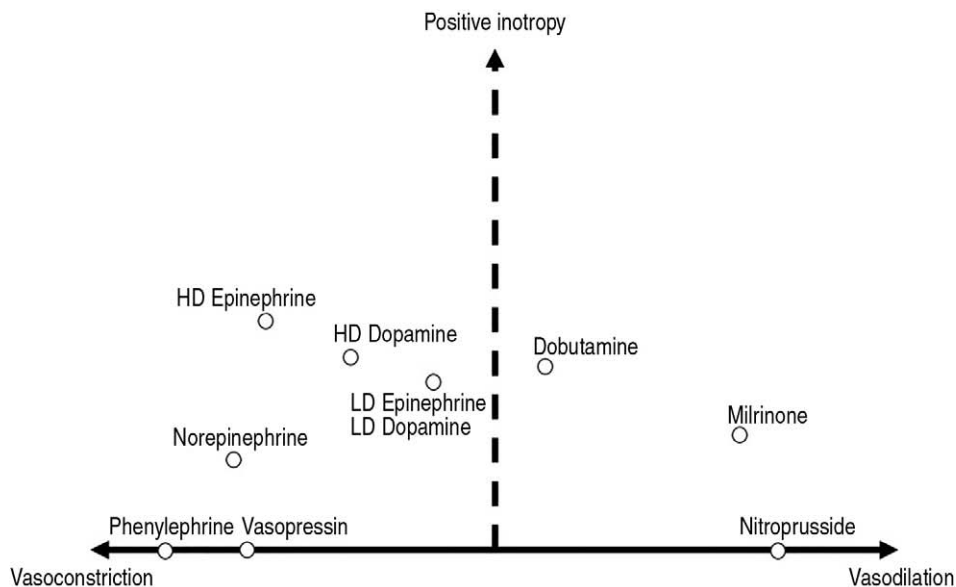 Positive inotropy
HD Epinephrine
HD Dopamine
Dobutamine
LD Epinephrine
LD Dopamine
Milrinone
Norepinephrine
Phenylephrine Vasopressin
Nitroprusside
Vasoconstriction
Vasodilation